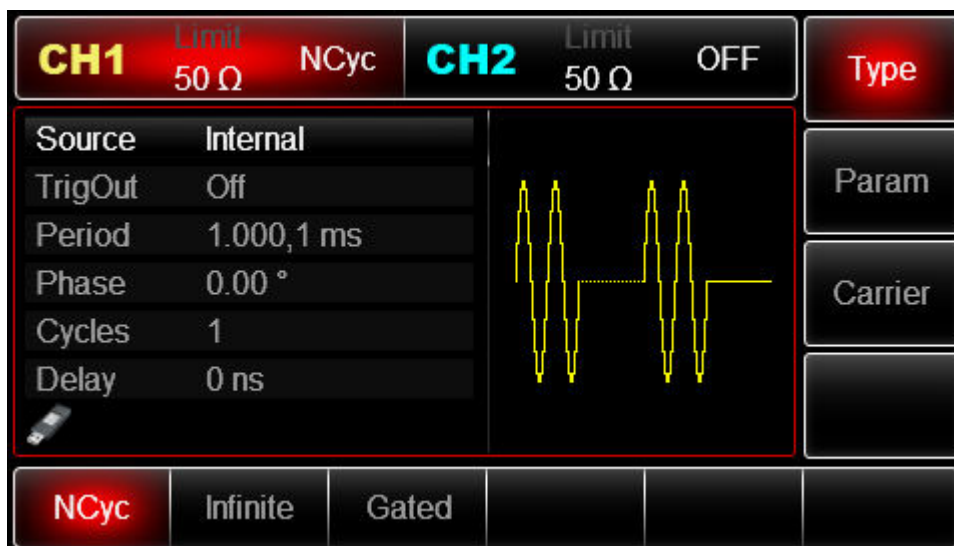 CH1 Limit 50 Ω NCyc CH2 Limit 50 Ω OFF Type
Source Internal
TrigOut Off
Param
Period 1.000,1 ms
Phase 0.00 °
Carrier
Cycles 1
Delay 0 ns
NCyc Infinite Gated